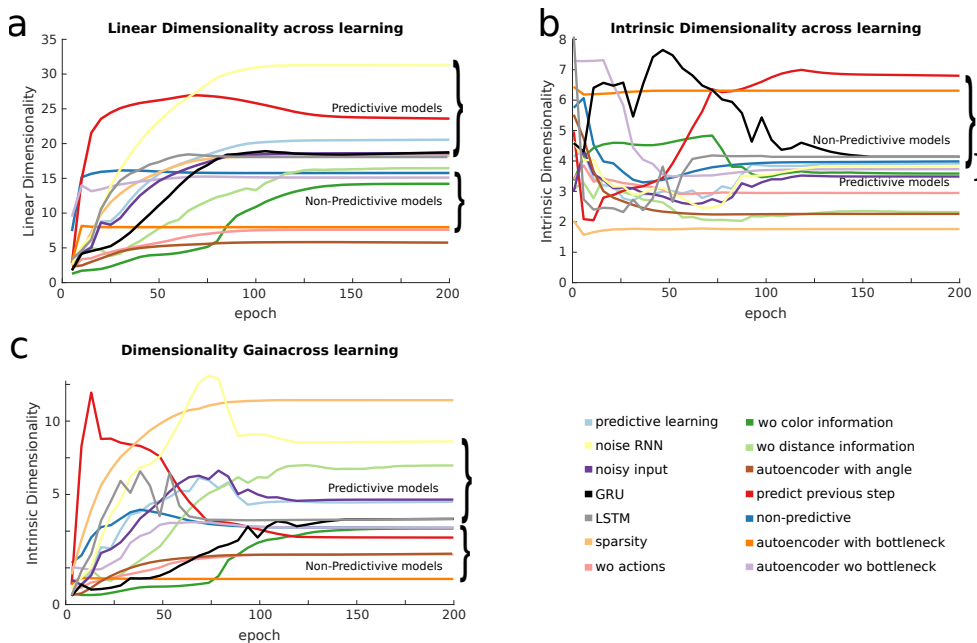 a
Linear Dimensionality across learning
35
30
25
20
15
10
5
0
Linear Dimensionality
Predictivive models
Non-Predictivive models
0
50
100
150
200
epoch
b
Intrinsic Dimensionality across learning
8
7
6
5
4
3
2
1
0
Intrinsic Dimensionality
Non-Predictivive models
Predictivive models
0
50
100
150
200
epoch
c
Dimensionality Gainacross learning
10
5
0
Intrinsic Dimensionality
Predictivive models
Non-Predictivive models
0
50
100
150
200
epoch
predictive learning
noise RNN
noisy input
GRU
LSTM
sparsity
wo actions
wo color information
wo distance information
autoencoder with angle
predict previous step
non-predictive
autoencoder with bottleneck
autoencoder wo bottleneck